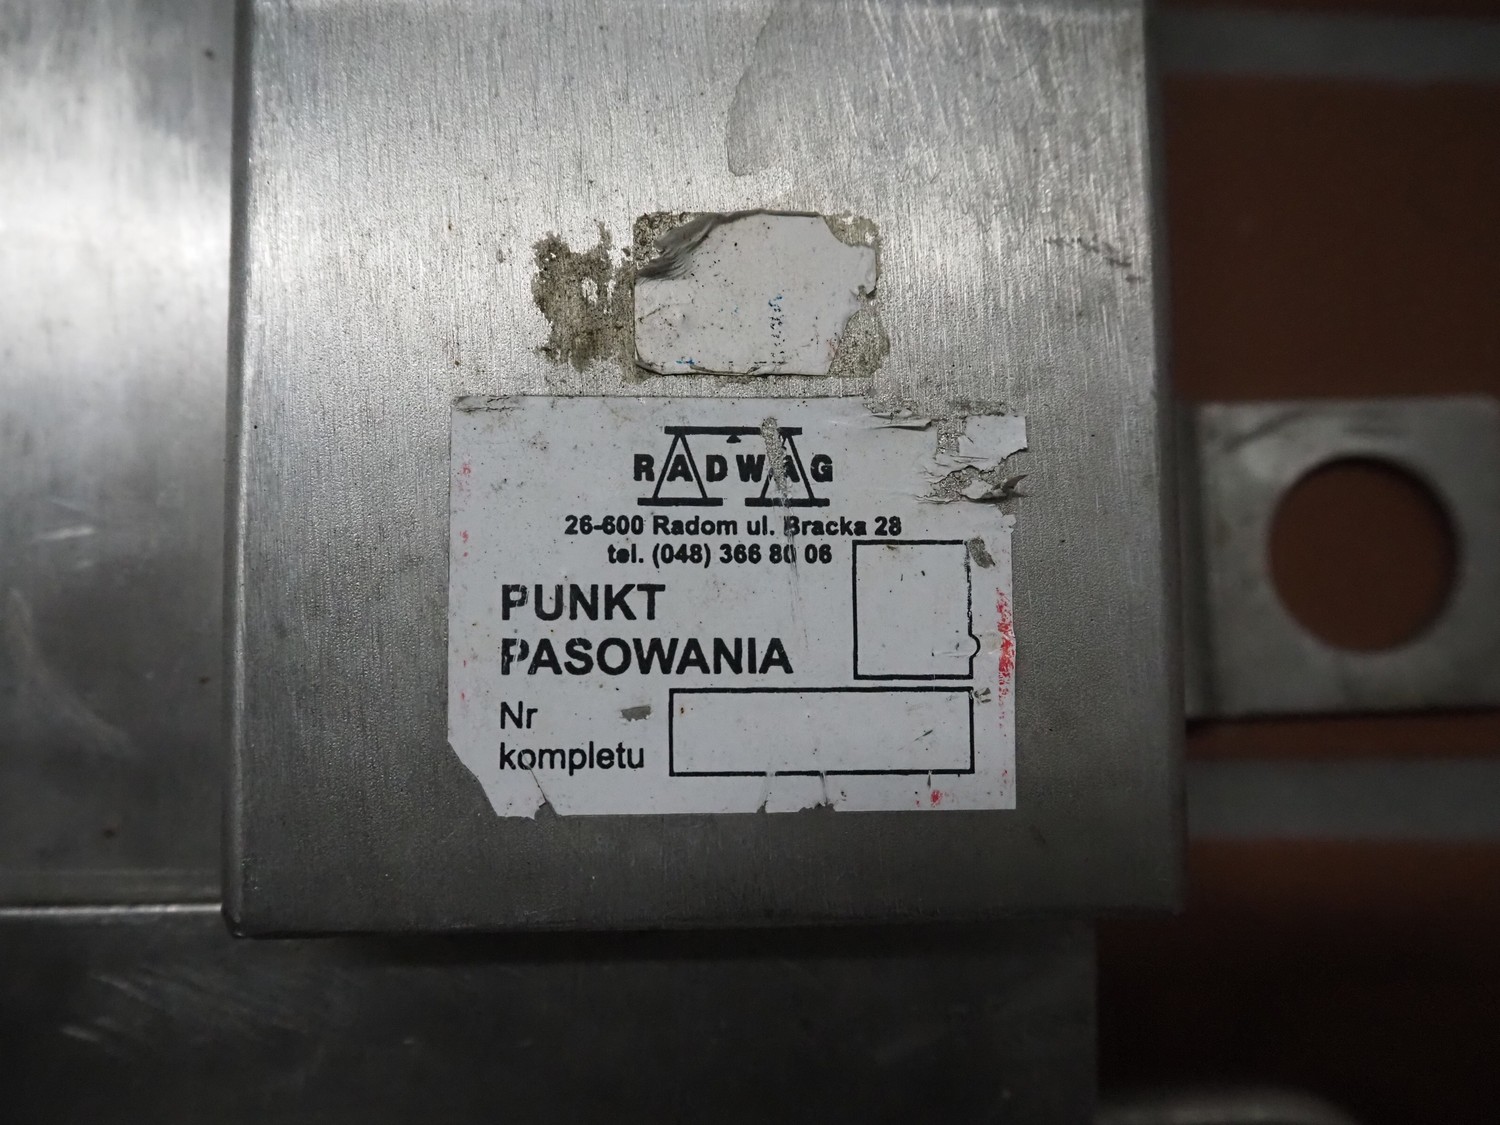 RADWAG
26-600 Radom ul. Bracka 28
tel. (048) 366 80 06
PUNKT
PASOWANIA
Nr
kompletu